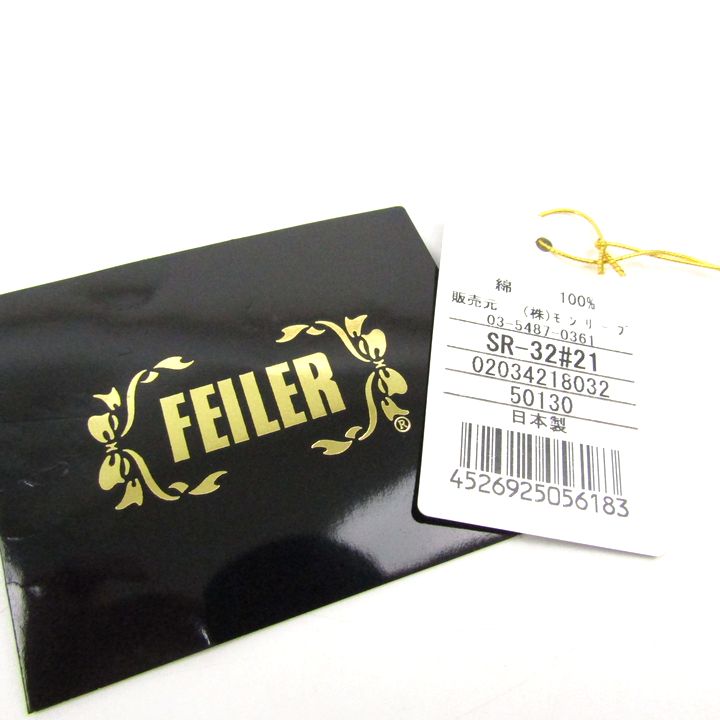 FEILER
®
綿 100%
販売元 (株)モンリーブ
03-5487-0361
SR-32#21
02034218032
50130
日本製
4526925056183